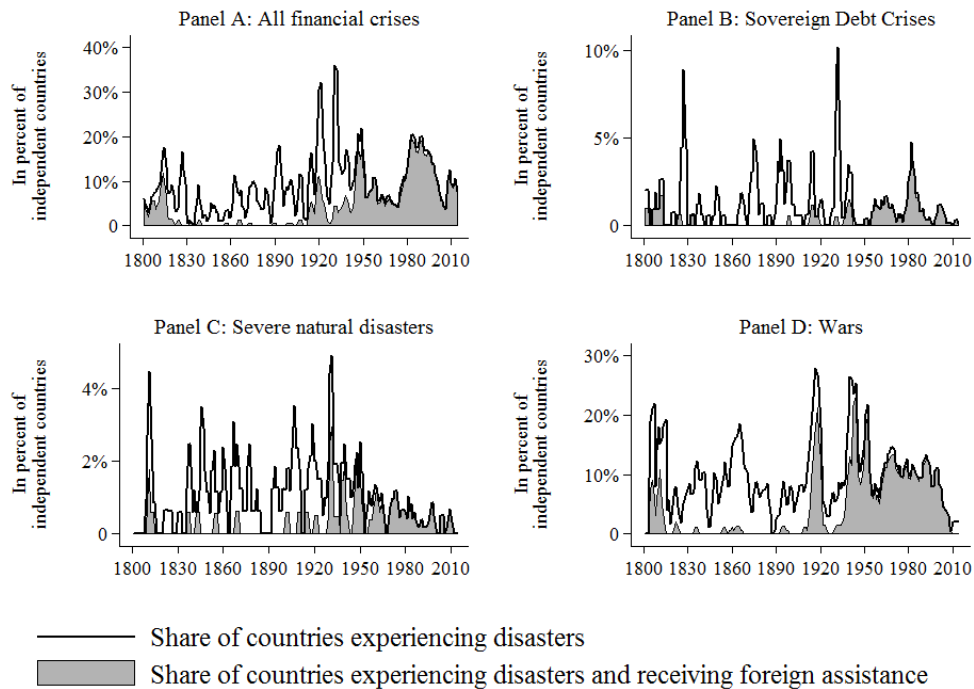 Panel A: All financial crises
In percent of
independent countries
40%
30%
20%
10%
0
1800 1830 1860 1890 1920 1950 1980 2010
Panel B: Sovereign Debt Crises
In percent of
independent countries
10%
5%
0
1800 1830 1860 1890 1920 1950 1980 2010
Panel C: Severe natural disasters
In percent of
independent countries
4%
2%
0
1800 1830 1860 1890 1920 1950 1980 2010
Panel D: Wars
In percent of
independent countries
30%
20%
10%
0
1800 1830 1860 1890 1920 1950 1980 2010
Share of countries experiencing disasters
Share of countries experiencing disasters and receiving foreign assistance